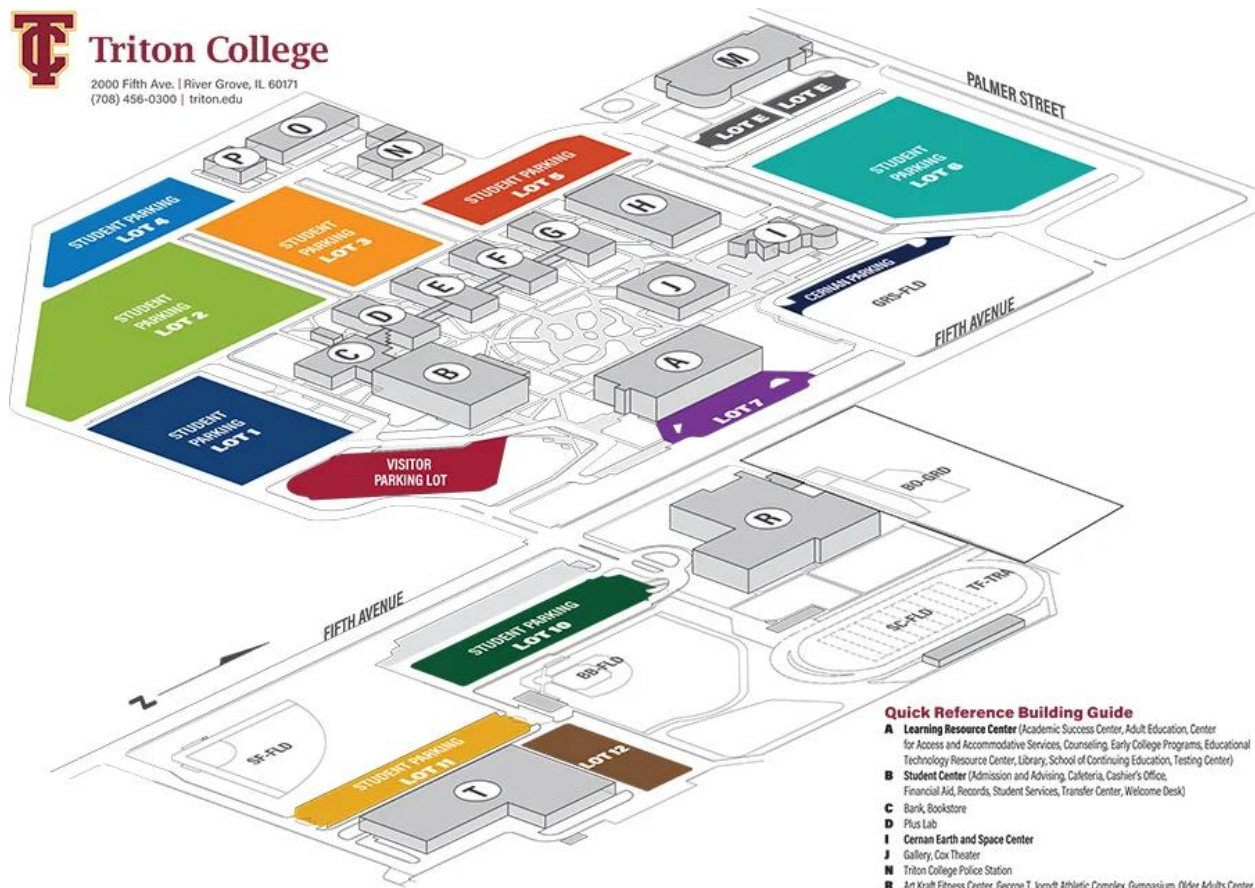 TC
Triton College
2000 Fifth Ave. | River Grove, IL 60171
(708) 456-0300 | triton.edu
M
PALMER STREET
LOT E
LOT E
O
P
N
STUDENT PARKING
LOT 5
STUDENT
PARKING
LOT 6
STUDENT PARKING
LOT 4
STUDENT
PARKING
LOT 3
H
G
I
F
E
J
CERNAN PARKING
GRS-FLD
FIFTH AVENUE
STUDENT
PARKING
LOT 2
D
C
B
A
LOT 7
STUDENT
PARKING
LOT 1
VISITOR
PARKING LOT
BO-GRD
R
FIFTH AVENUE
STUDENT PARKING
LOT 10
TF-TRA
SC-FLD
BB-FLD
N
SF-FLD
STUDENT PARKING
LOT 11
LOT 12
T
Quick Reference Building Guide
A Learning Resource Center (Academic Success Center, Adult Education, Center
for Access and Accommodative Services, Counseling, Early College Programs, Educational
Technology Resource Center, Library, School of Continuing Education, Testing Center)
B Student Center (Admission and Advising, Cafeteria, Cashier's Office,
Financial Aid, Records, Student Services, Transfer Center, Welcome Desk)
C Bank, Bookstore
D Plus Lab
I Cernan Earth and Space Center
J Gallery, Cox Theater
N Triton College Police Station
R Art Kraft Fitness Center, George T. Jorndt Athletic Complex, Gymnasium, Older Adults Center